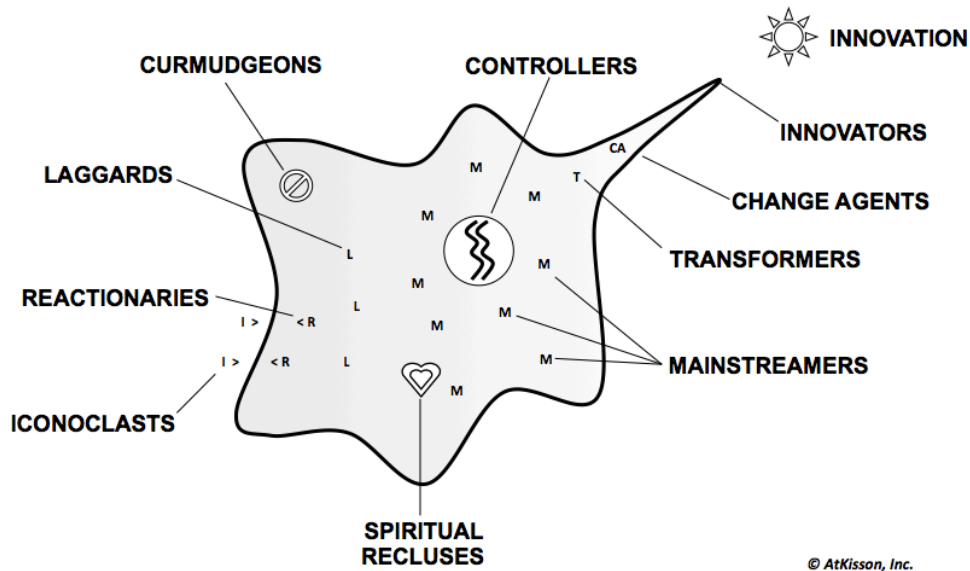 INNOVATION
CURMUDGEONS
CONTROLLERS
INNOVATORS
CA
LAGGARDS
M
T
M
CHANGE AGENTS
M
L
M
TRANSFORMERS
M
REACTIONARIES
L
M
I >
< R
M
I >
< R
L
M
MAINSTREAMERS
M
ICONOCLASTS
SPIRITUAL
RECLUSES
© AtKisson, Inc.